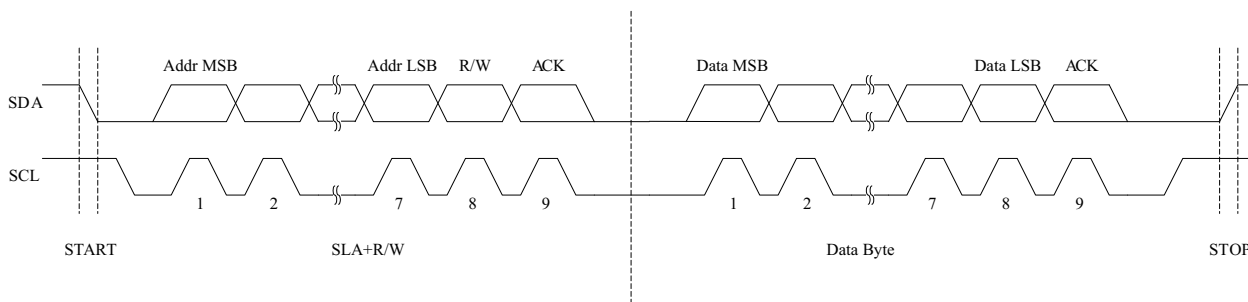 Addr MSB Addr LSB R/W ACK Data MSB Data LSB ACK
SDA
SCL
1 2 7 8 9 1 2 7 8 9
START SLA+R/W Data Byte STOP